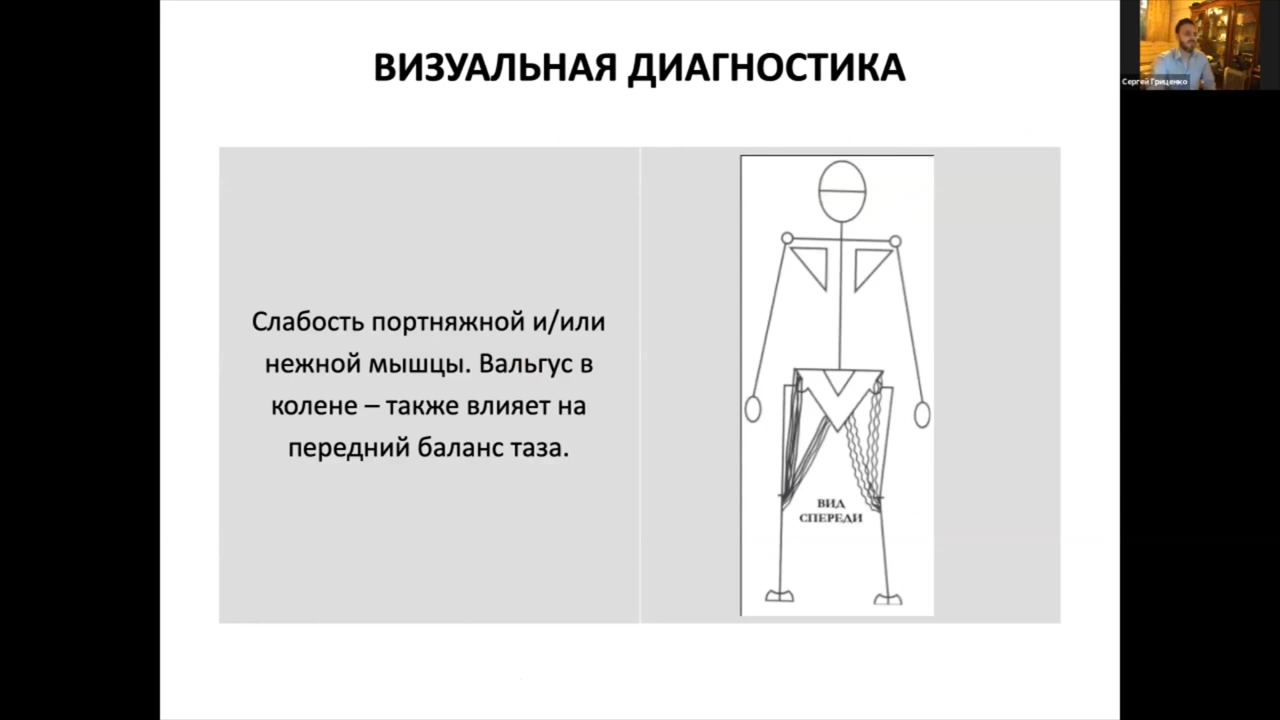 ВИЗУАЛЬНАЯ ДИАГНОСТИКА
Сергей Гриценко
Слабость портняжной и/или
нежной мышцы. Вальгус в
колене – также влияет на
передний баланс таза.
ВИД
СПЕРЕДИ